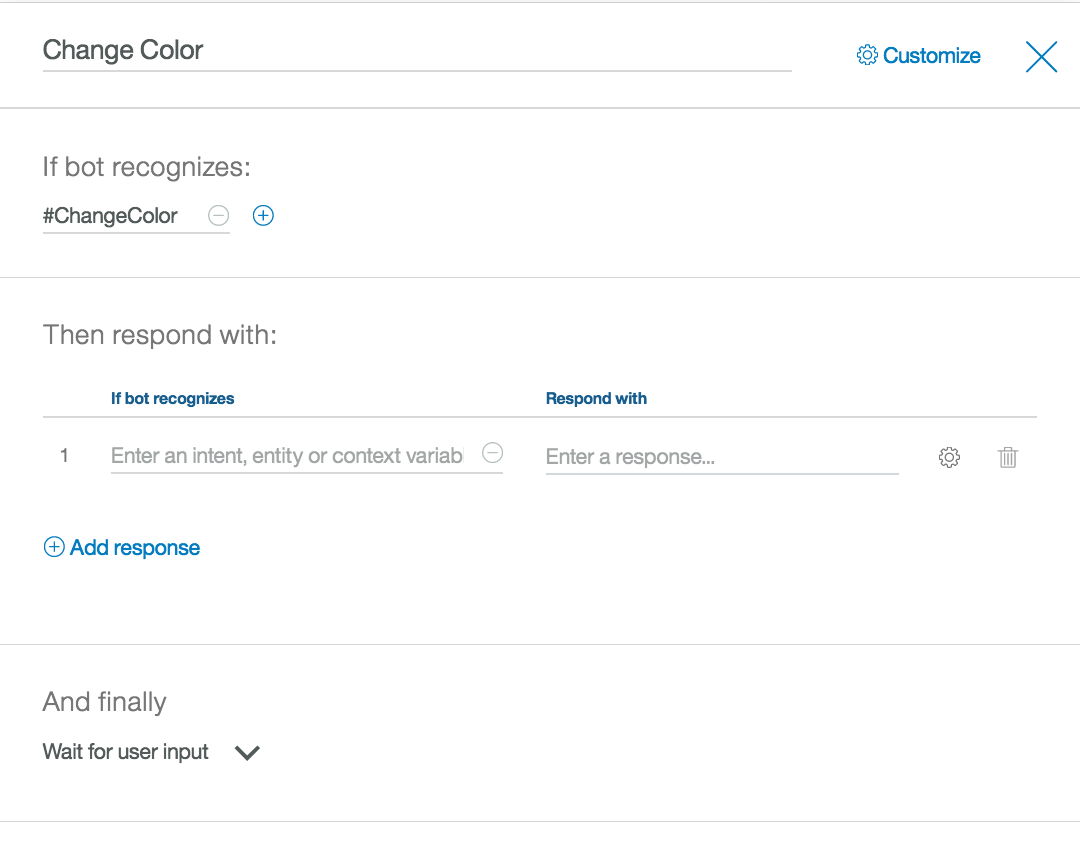 Change Color
Customize
If bot recognizes:
#ChangeColor
Then respond with:
If bot recognizes Respond with
1 Enter an intent, entity or context variab Enter a response...
Add response
And finally
Wait for user input